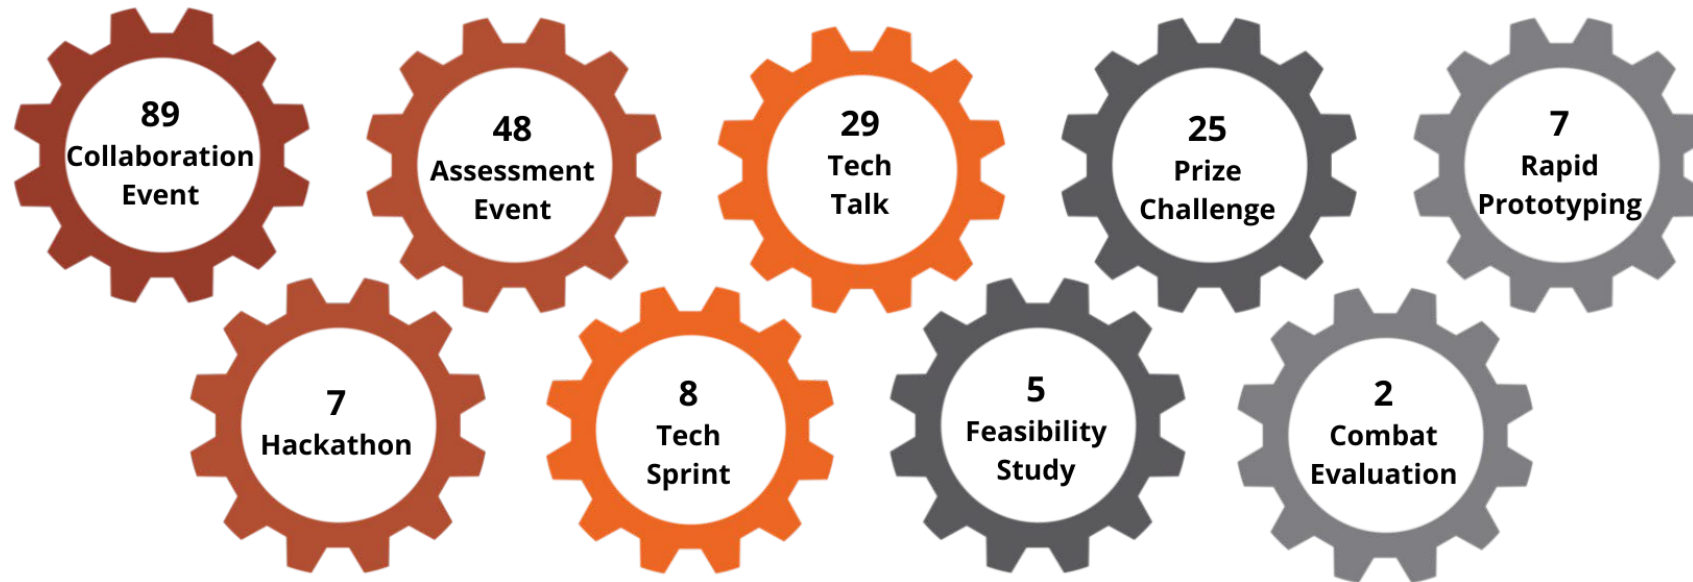 89
Collaboration
Event
48
Assessment
Event
29
Tech
Talk
25
Prize
Challenge
7
Rapid
Prototyping
7
Hackathon
8
Tech
Sprint
5
Feasibility
Study
2
Combat
Evaluation